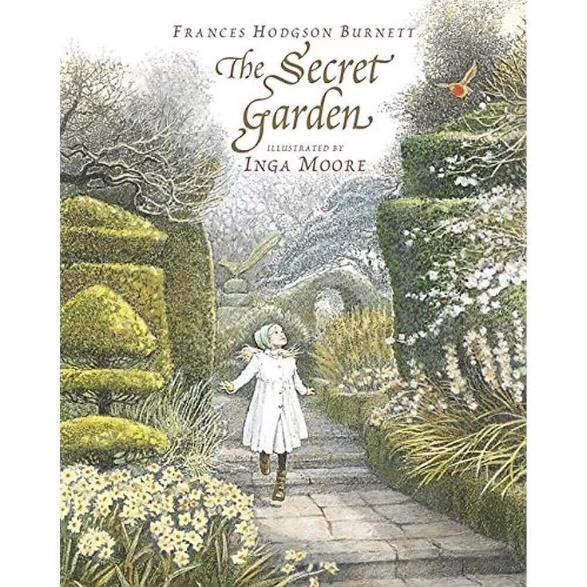 Frances Hodgson Burnett
The Secret
Garden
ILLUSTRATED BY
Inga Moore